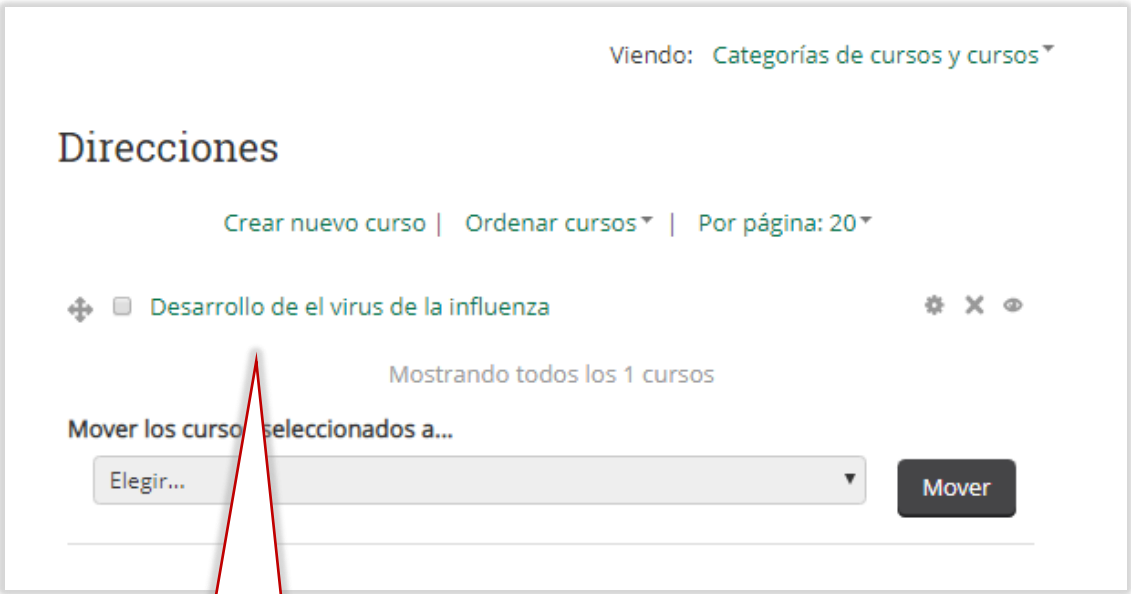 Viendo: Categorías de cursos y cursos
Direcciones
Crear nuevo curso | Ordenar cursos | Por página: 20
Desarrollo de el virus de la influenza
Mostrando todos los 1 cursos
Mover los curso seleccionados a...
Elegir...
Mover